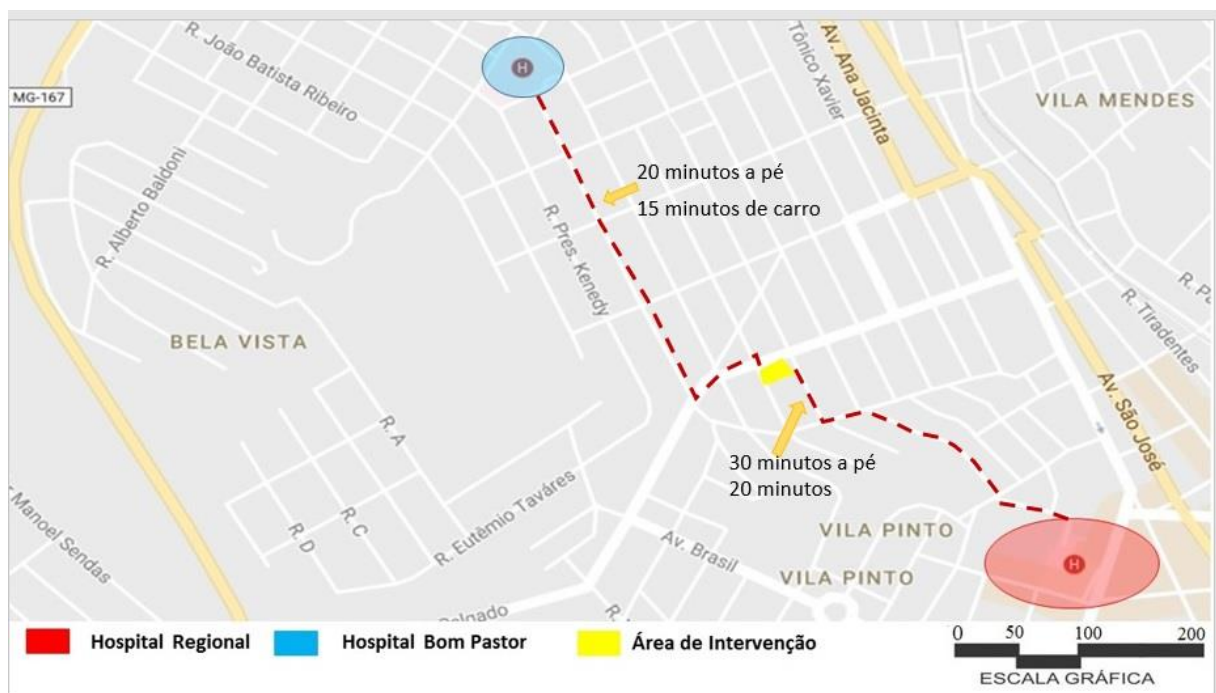 R. João Batista Ribeiro
H
Tônico Xavier
Av. Ana Jacinta
MG-167
VILA MENDES
R. Alberto Baldoni
20 minutos a pé
15 minutos de carro
R. Pres. Kenedy
R. Tiradentes
BELA VISTA
Av. São José
R. A
30 minutos a pé
20 minutos
R. C
R. D
R. Eutêmio Taváres
Manoel Sendas
Av. Brasil
VILA PINTO
VILA PINTO
H
Hospital Regional
Hospital Bom Pastor
Área de Intervenção
0 50 100 200
ESCALA GRÁFICA